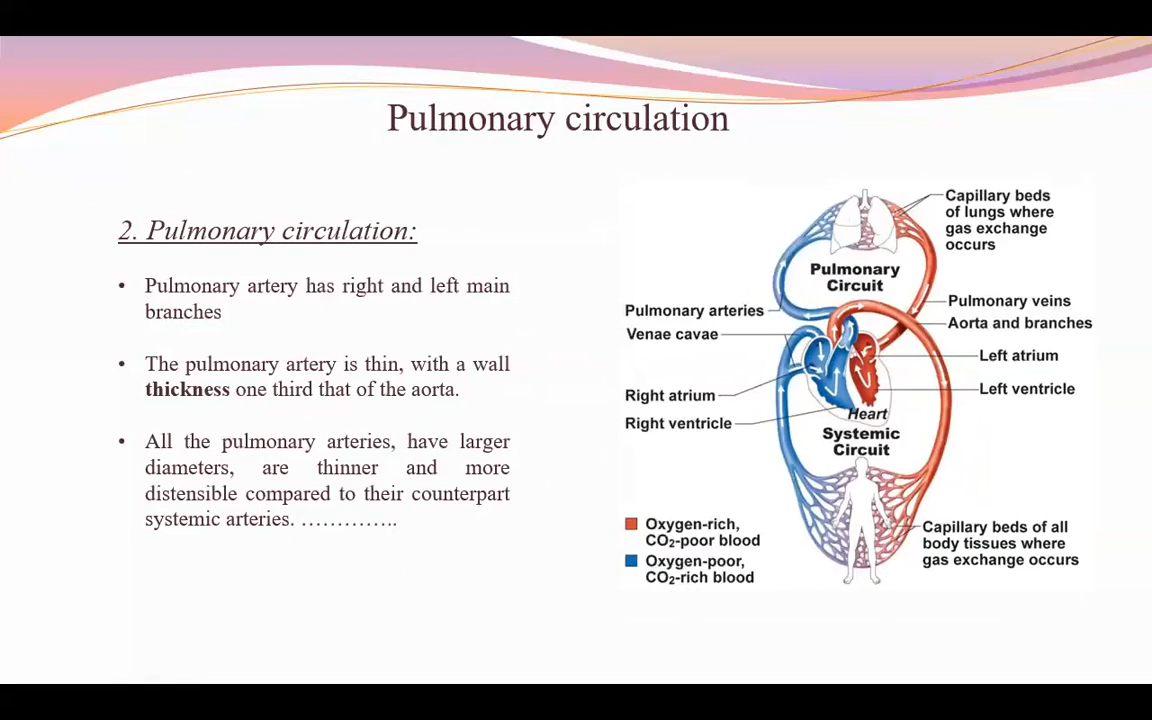 Pulmonary circulation
2. Pulmonary circulation:
• Pulmonary artery has right and left main
branches
• The pulmonary artery is thin, with a wall
thickness one third that of the aorta.
• All the pulmonary arteries, have larger
diameters, are thinner and more
distensible compared to their counterpart
systemic arteries. …………..
Capillary beds
of lungs where
gas exchange
occurs
Pulmonary
Circuit
Pulmonary arteries
Venae cavae
Pulmonary veins
Aorta and branches
Left atrium
Left ventricle
Right atrium
Right ventricle
Heart
Systemic
Circuit
Oxygen-rich,
CO2-poor blood
Oxygen-poor,
CO2-rich blood
Capillary beds of all
body tissues where
gas exchange occurs